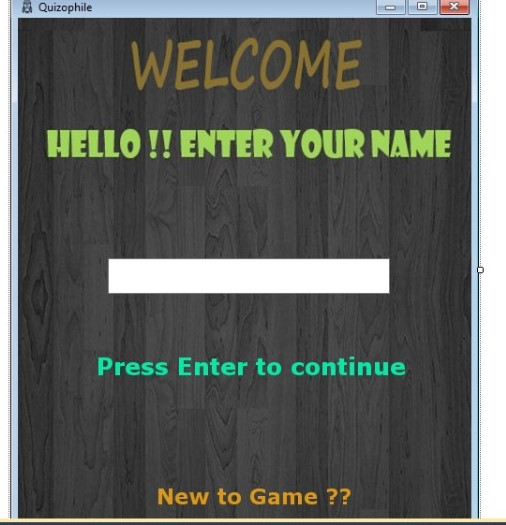 Quizophile
WELCOME
HELLO !! ENTER YOUR NAME
Press Enter to continue
New to Game ??